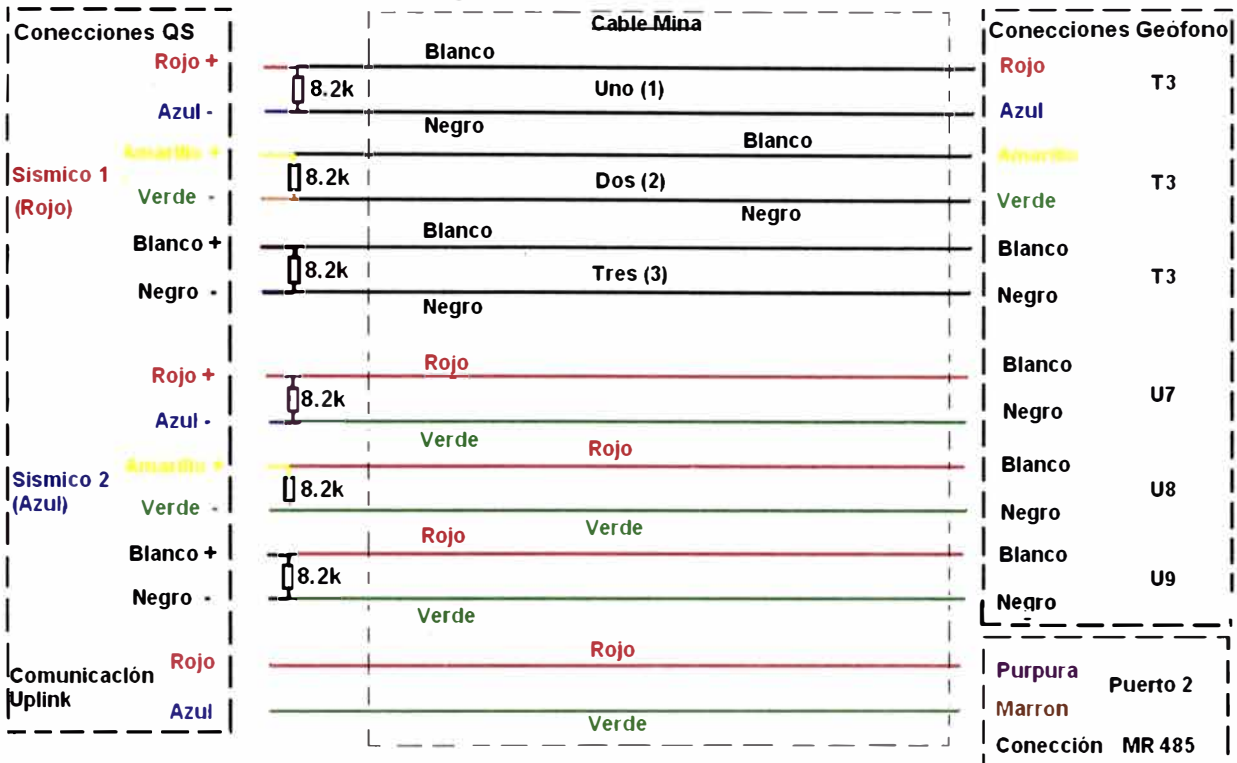 Conecciones QS
Cable Mina
Conecciones Geófono
Rojo +
Blanco
Rojo
8.2k
Uno (1)
T3
Azul -
Negro
Azul
Amarillo +
Blanco
Amarillo
Sismico 1
(Rojo)
8.2k
Dos (2)
T3
Verde -
Negro
Verde
Blanco +
Blanco
Blanco
8.2k
Tres (3)
T3
Negro -
Negro
Negro
Rojo +
Rojo
Blanco
8.2k
U7
Azul -
Verde
Negro
Amarillo +
Rojo
Blanco
Sismico 2
(Azul)
8.2k
U8
Verde -
Verde
Negro
Blanco +
Rojo
Blanco
8.2k
U9
Negro -
Verde
Negro
Comunicación
Uplink
Rojo
Rojo
Purpura
Puerto 2
Azul
Verde
Marron
Conección MR 485